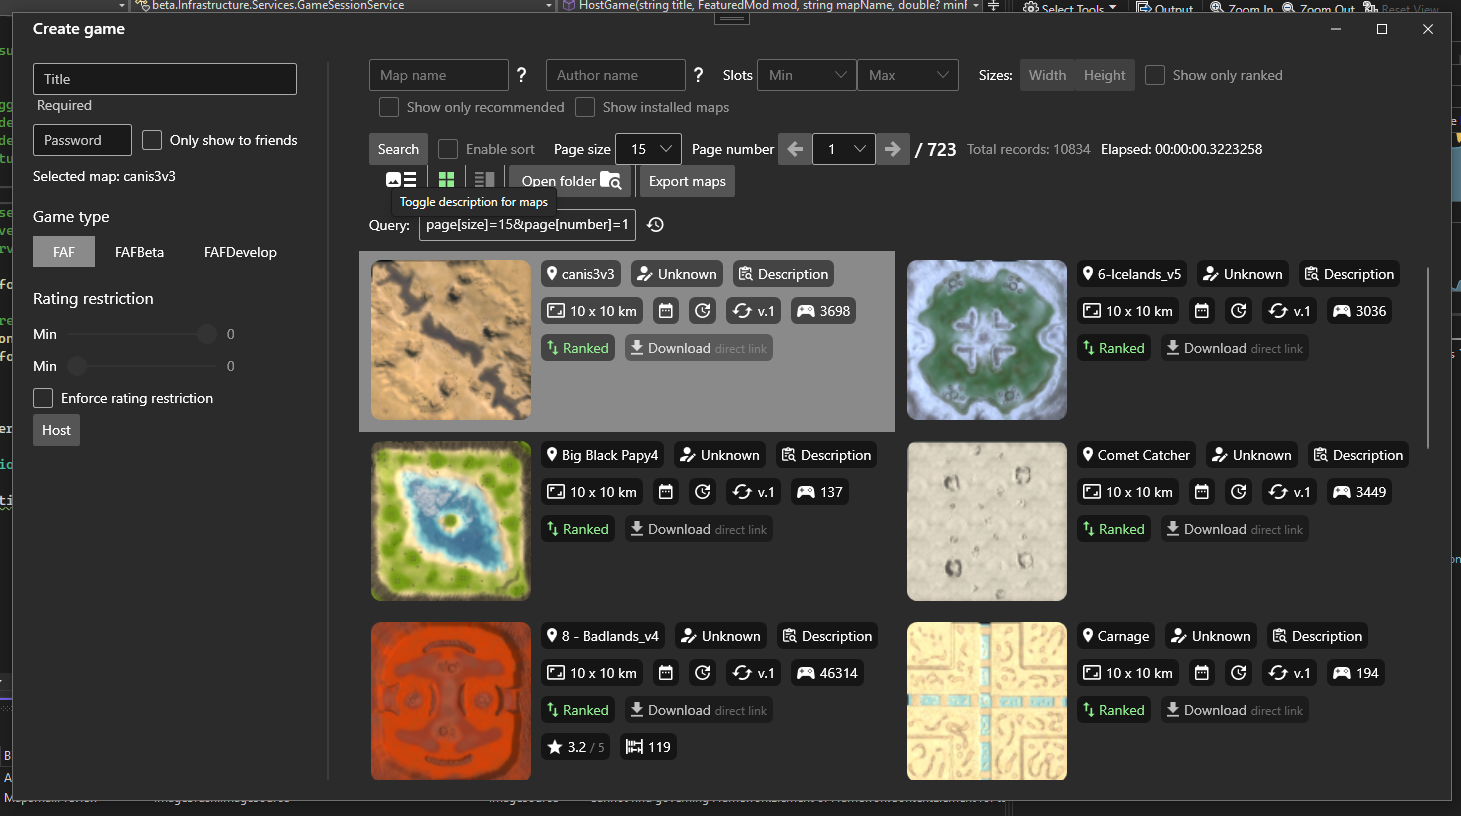 beta.Infrastructure.Services.GameSessionService
HostGame(string title, FeaturedMod mod, string mapName, double? minl
Select Tools
Output
Zoom In
Zoom Out
Reset View
Create game
Title
Required
Password
Only show to friends
Selected map: canis3v3
Game type
FAF
FAFBeta
FAFDevelop
Rating restriction
Min
0
Min
0
Enforce rating restriction
Host
Map name
?
Author name
?
Slots
Min
Max
Sizes:
Width
Height
Show only ranked
Show only recommended
Show installed maps
Search
Enable sort
Page size
15
Page number
1
/ 723
Total records: 10834
Elapsed: 00:00:00.3223258
Open folder
Export maps
Toggle description for maps
Query:
page[size]=15&page[number]=1
canis3v3
Unknown
Description
10 x 10 km
v.1
3698
Ranked
Download direct link
6-Icelands_v5
Unknown
Description
10 x 10 km
v.1
3036
Ranked
Download direct link
Big Black Papy4
Unknown
Description
10 x 10 km
v.1
137
Ranked
Download direct link
Comet Catcher
Unknown
Description
10 x 10 km
v.1
3449
Ranked
Download direct link
8 - Badlands_v4
Unknown
Description
10 x 10 km
v.1
46314
Ranked
Download direct link
3.2 / 5
119
Carnage
Unknown
Description
10 x 10 km
v.1
194
Ranked
Download direct link